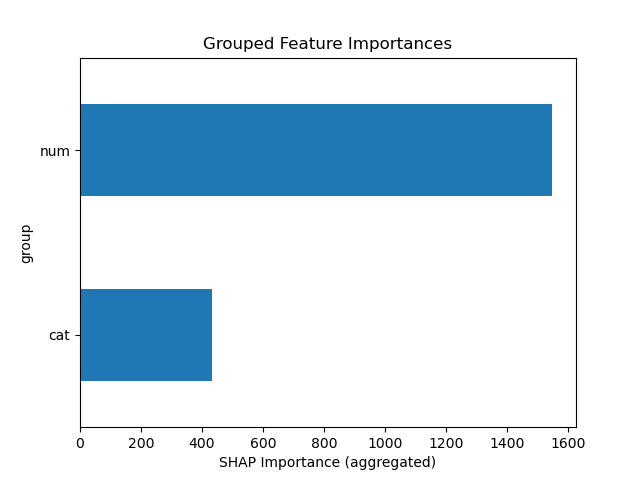 Grouped Feature Importances
num
group
cat
0 200 400 600 800 1000 1200 1400 1600
SHAP Importance (aggregated)